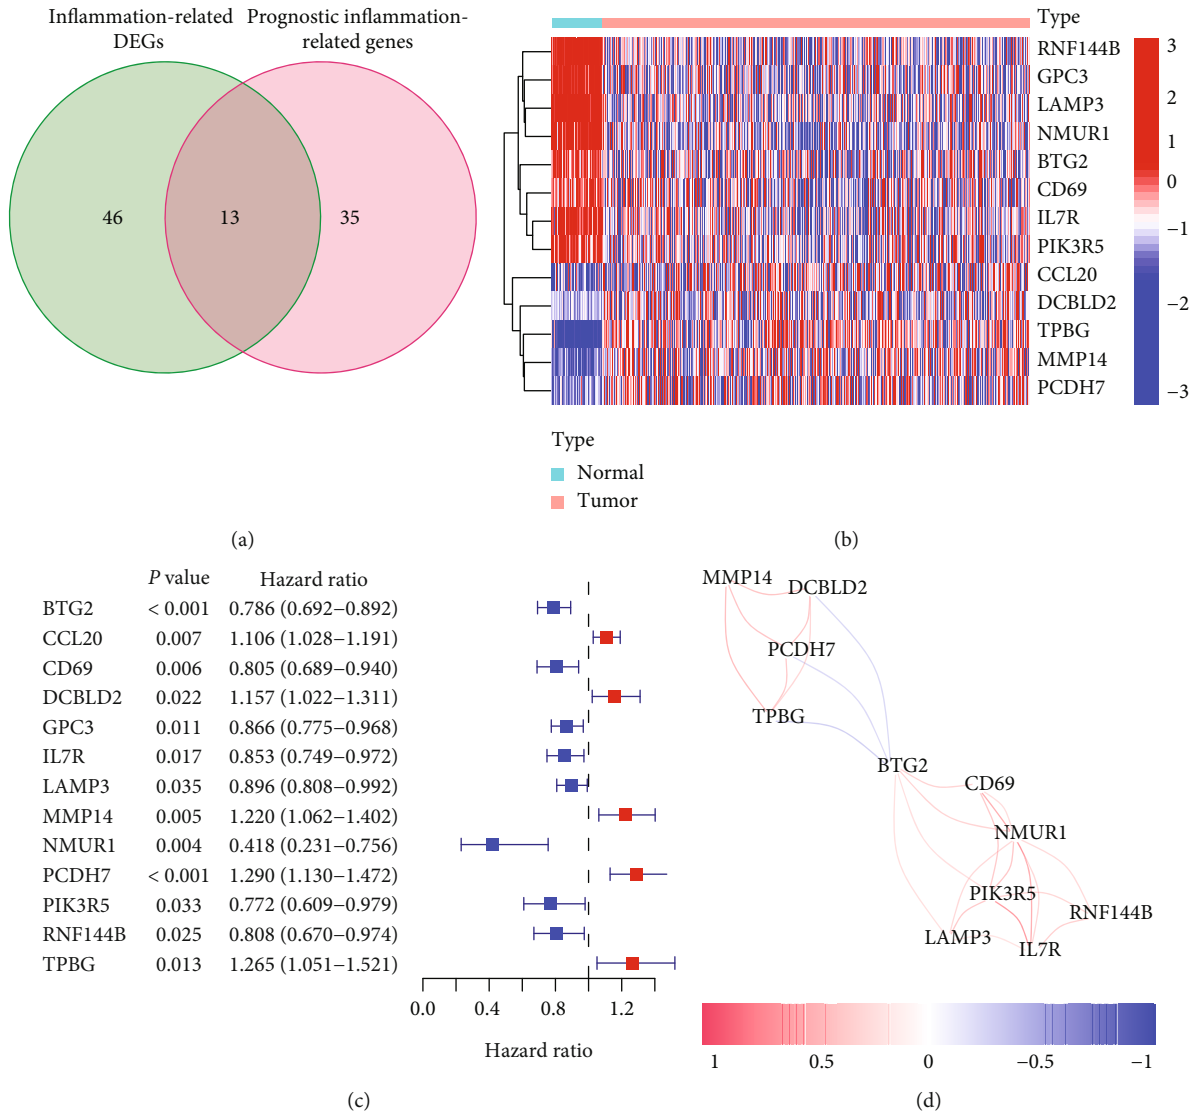 Inflammation-related
DEGs
Prognostic inflammation-
related genes
46
13
35
(a)
Type
RNF144B
GPC3
LAMP3
NMUR1
BTG2
CD69
IL7R
PIK3R5
CCL20
DCBLD2
TPBG
MMP14
PCDH7
3
2
1
0
−1
−2
−3
Type
Normal
Tumor
(b)
P value Hazard ratio
BTG2 < 0.001 0.786 (0.692−0.892)
CCL20 0.007 1.106 (1.028−1.191)
CD69 0.006 0.805 (0.689−0.940)
DCBLD2 0.022 1.157 (1.022−1.311)
GPC3 0.011 0.866 (0.775−0.968)
IL7R 0.017 0.853 (0.749−0.972)
LAMP3 0.035 0.896 (0.808−0.992)
MMP14 0.005 1.220 (1.062−1.402)
NMUR1 0.004 0.418 (0.231−0.756)
PCDH7 < 0.001 1.290 (1.130−1.472)
PIK3R5 0.033 0.772 (0.609−0.979)
RNF144B 0.025 0.808 (0.670−0.974)
TPBG 0.013 1.265 (1.051−1.521)
0.0 0.4 0.8 1.2
Hazard ratio
(c)
MMP14
DCBLD2
PCDH7
TPBG
BTG2
CD69
NMUR1
PIK3R5
RNF144B
LAMP3
IL7R
1 0.5 0 −0.5 −1
(d)